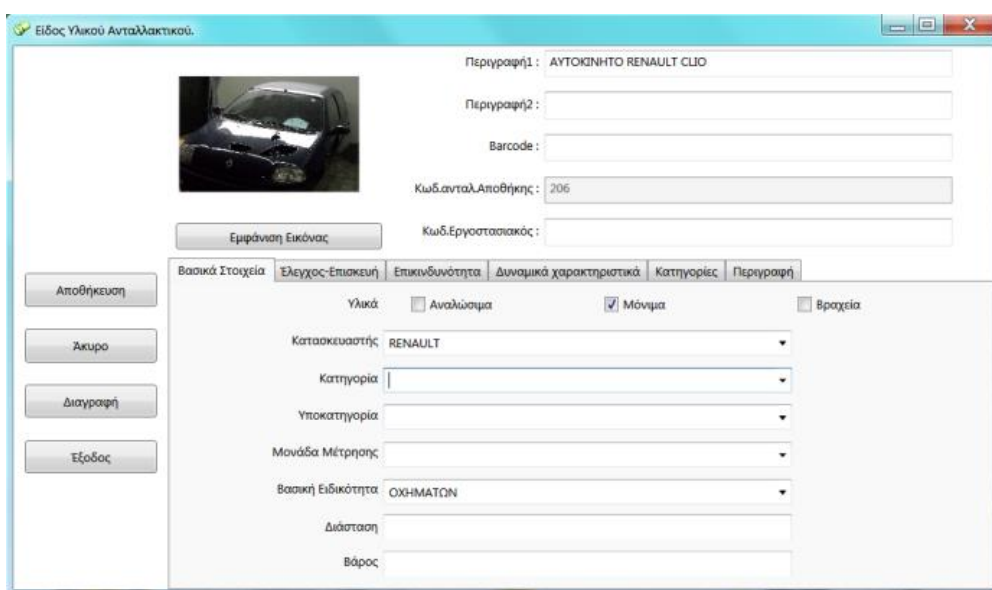 Είδος Υλικού Ανταλλακτικού.
Περιγραφή1 : ΑΥΤΟΚΙΝΗΤΟ RENAULT CLIO
Περιγραφή2 :
Barcode :
Κωδ.ανταλ.Αποθήκης : 206
Κωδ.Εργοστασιακός :
Εμφάνιση Εικόνας
Βασικά Στοιχεία Έλεγχος-Επισκευή Επικινδυνότητα Δυναμικά χαρακτηριστικά Κατηγορίες Περιγραφή
Αποθήκευση
Άκυρο
Διαγραφή
Έξοδος
Υλικά Αναλώσιμα Μόνιμα Βραχεία
Κατασκευαστής RENAULT
Κατηγορία
Υποκατηγορία
Μονάδα Μέτρησης
Βασική Ειδικότητα ΟΧΗΜΑΤΩΝ
Διάσταση
Βάρος